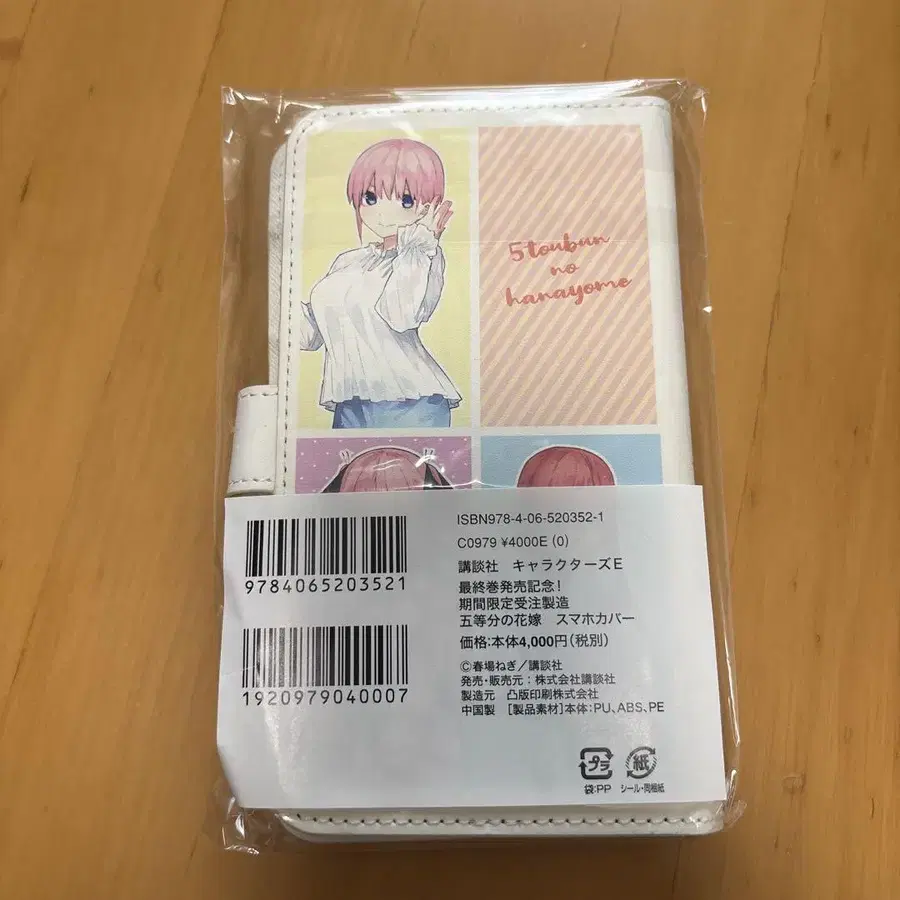 5toubun
no
hanayome
ISBN978-4-06-520352-1
C0979 ¥4000E (0)
講談社 キャラクターズE
最終巻発売記念!
期間限定受注製造
五等分の花嫁 スマホカバー
価格:本体4,000円(税別)
©春場ねぎ/講談社
発売・販売元:株式会社講談社
製造元 凸版印刷株式会社
中国製 [製品素材]本体:PU、ABS、PE
9784065203521
1920979040007
プラ
袋:PP
紙
シール・同梱紙